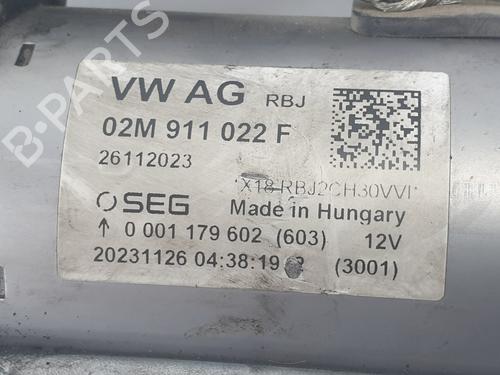 VW AG RBJ
02M 911 022 F
26112023
*X18-RBJ2CH30VVI*
SEG Made in Hungary
↑ 0 001 179 602 (603) 12V
20231126 04:38:19 (3001)
B-PARTS